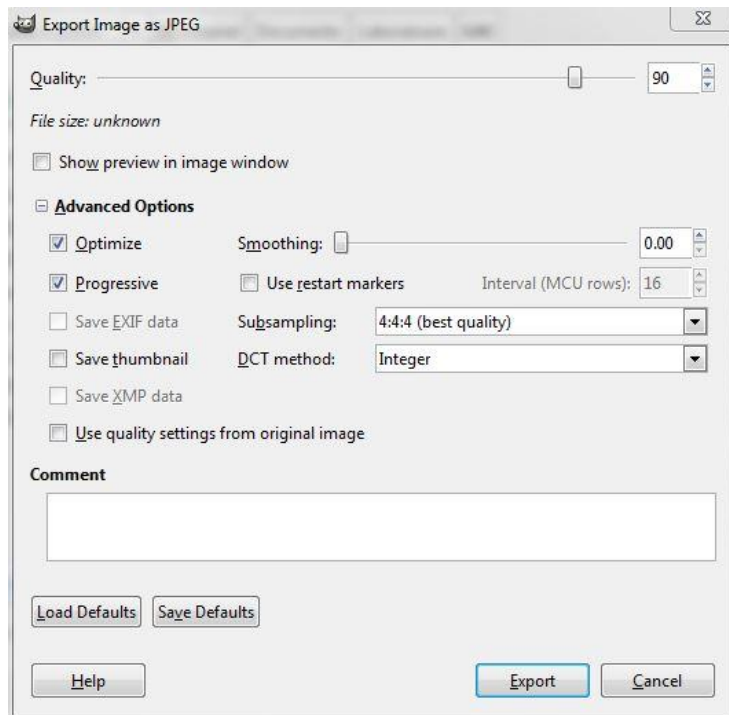 Export Image as JPEG
Quality: 90
File size: unknown
Show preview in image window
Advanced Options
Optimize Smoothing: 0.00
Progressive Use restart markers Interval (MCU rows): 16
Save EXIF data Subsampling: 4:4:4 (best quality)
Save thumbnail DCT method: Integer
Save XMP data
Use quality settings from original image
Comment
Load Defaults Save Defaults
Help Export Cancel